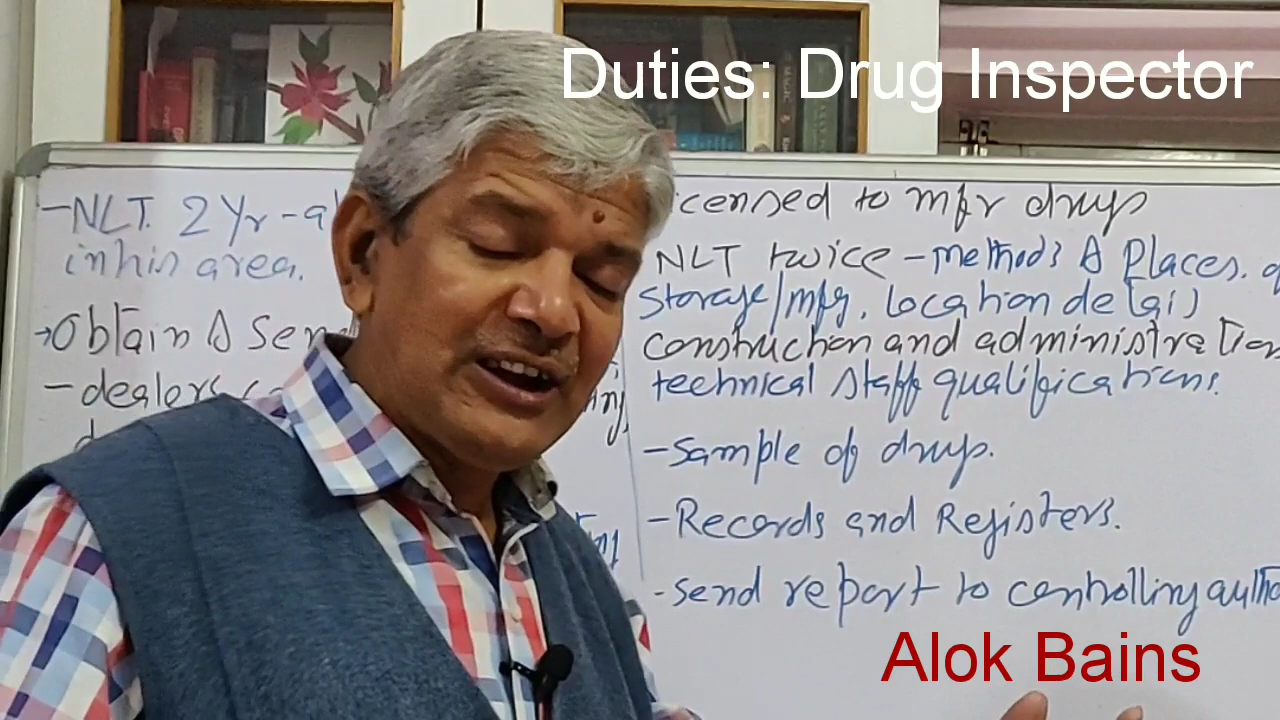 Duties: Drug Inspector
-NLT. 2 Yr -al
in his area.
→Obtain & Sen
- dealers
icensed to mfr drugs
NLT twice - methods & Places.
Storage/mfg. location detail
construction and administration
technical staff qualifications.
-Sample of drugs.
-Records and Registers.
-send report to controlling autho
Alok Bains